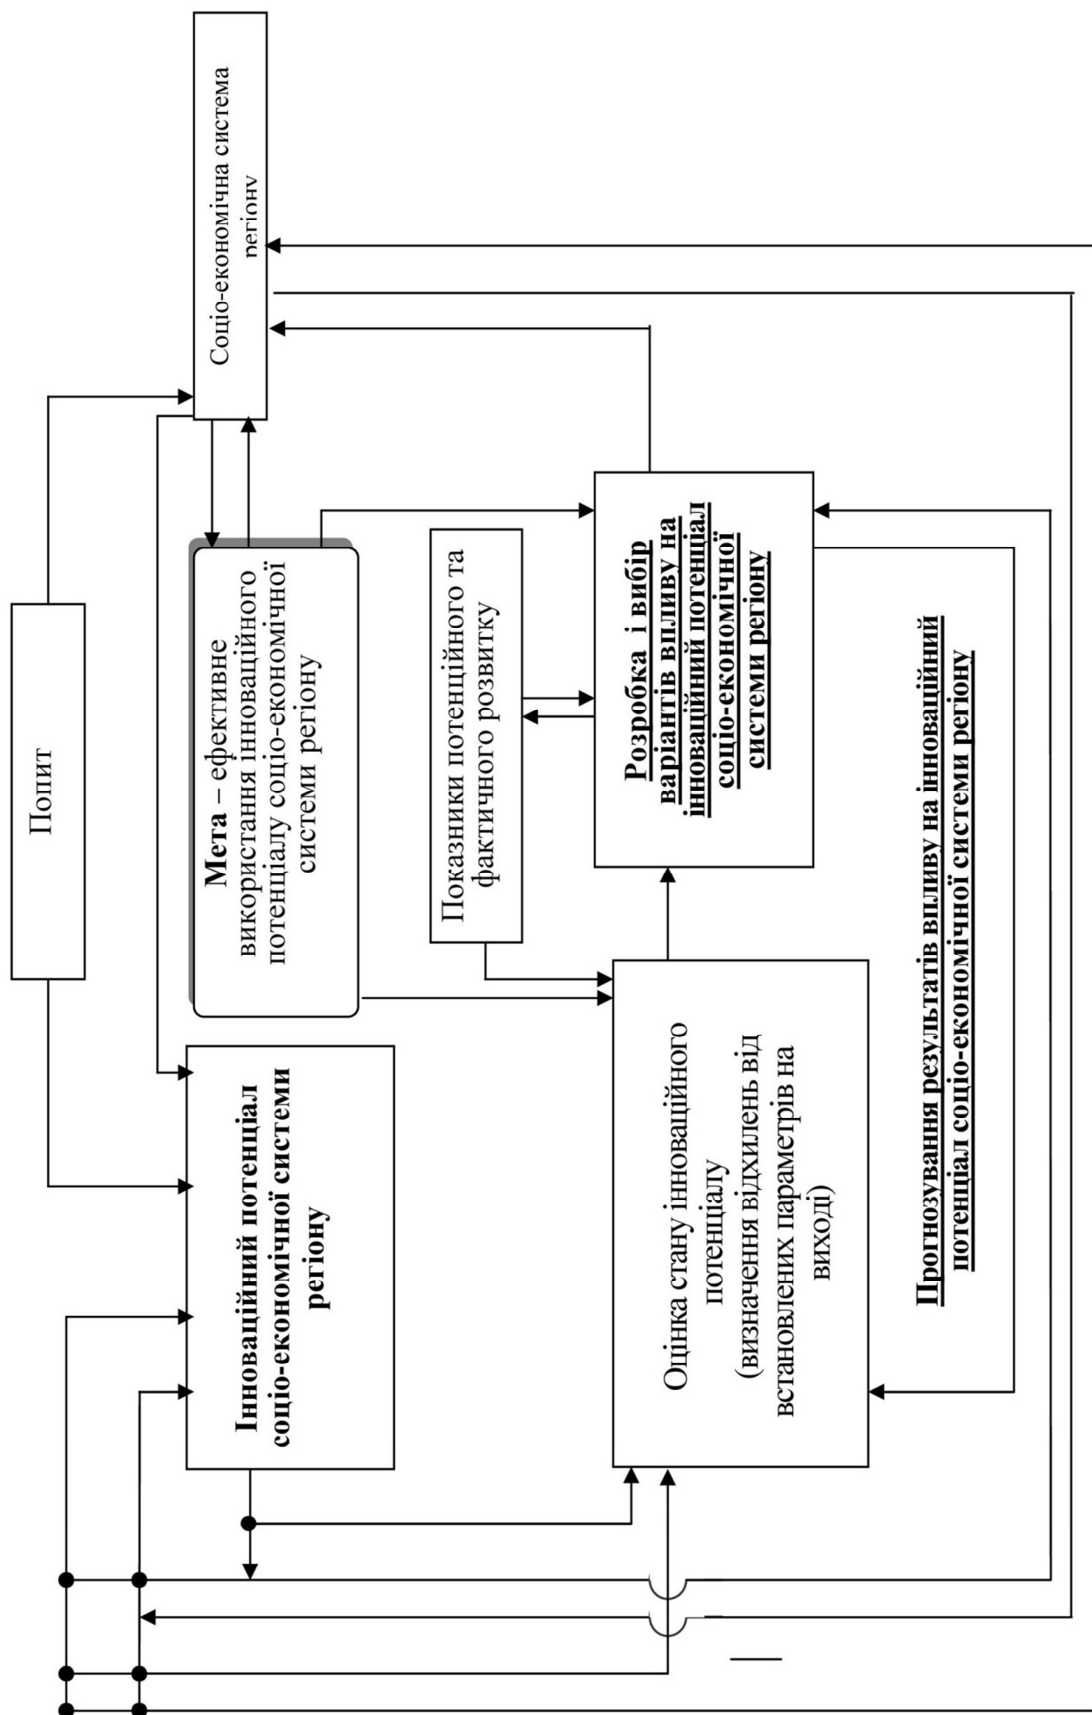 Попит
Інноваційний потенціал
соціо-економічної системи
регіону
Мета – ефективне
використання інноваційного
потенціалу соціо-економічної
системи регіону
Соціо-економічна система
регіону
Показники потенційного та
фактичного розвитку
Оцінка стану інноваційного
потенціалу
(визначення відхилень від
встановлених параметрів на
виході)
Розробка і вибір
варіантів впливу на
інноваційний потенціал
соціо-економічної
системи регіону
Прогнозування результатів впливу на інноваційний
потенціал соціо-економічної системи регіону